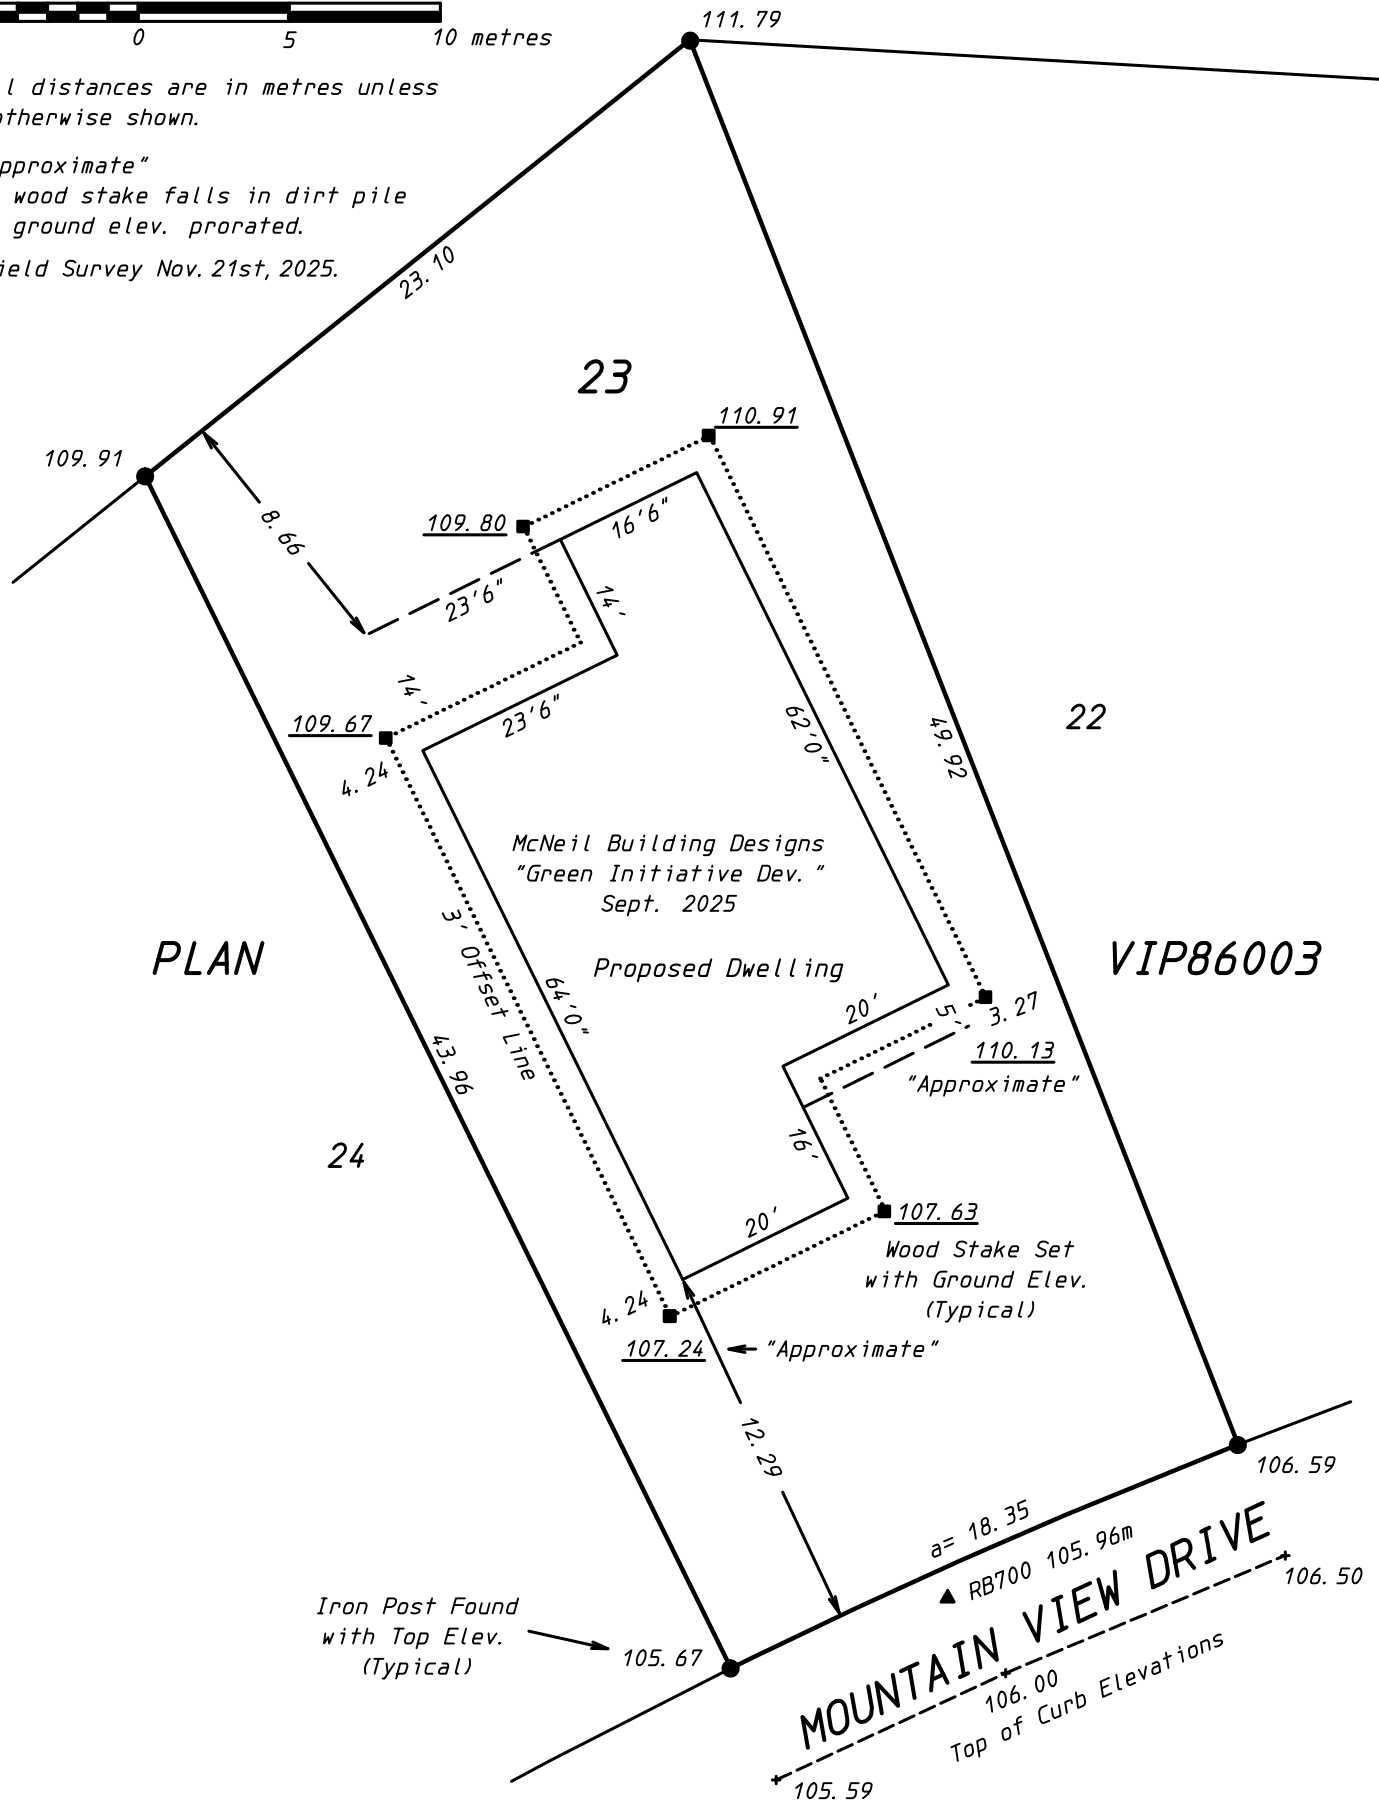 0 5 10 metres
l distances are in metres unless
otherwise shown.
pproximate"
wood stake falls in dirt pile
ground elev. prorated.
ield Survey Nov. 21st, 2025.
111.79
23.10
23
110.91
109.91
109.80
16'6"
8.66
23'6"
14'
14'
109.67
23'6"
4.24
62'0"
49.92
22
McNeil Building Designs
"Green Initiative Dev."
Sept. 2025
Proposed Dwelling
PLAN
VIP86003
3' Offset Line
64'0"
20'
5'
3.27
110.13
"Approximate"
43.96
24
16'
20'
107.63
Wood Stake Set
with Ground Elev.
(Typical)
4.24
107.24
"Approximate"
12.29
106.59
a= 18.35
RB700 105.96m
MOUNTAIN VIEW DRIVE
106.50
Iron Post Found
with Top Elev.
(Typical)
105.67
106.00
Top of Curb Elevations
105.59